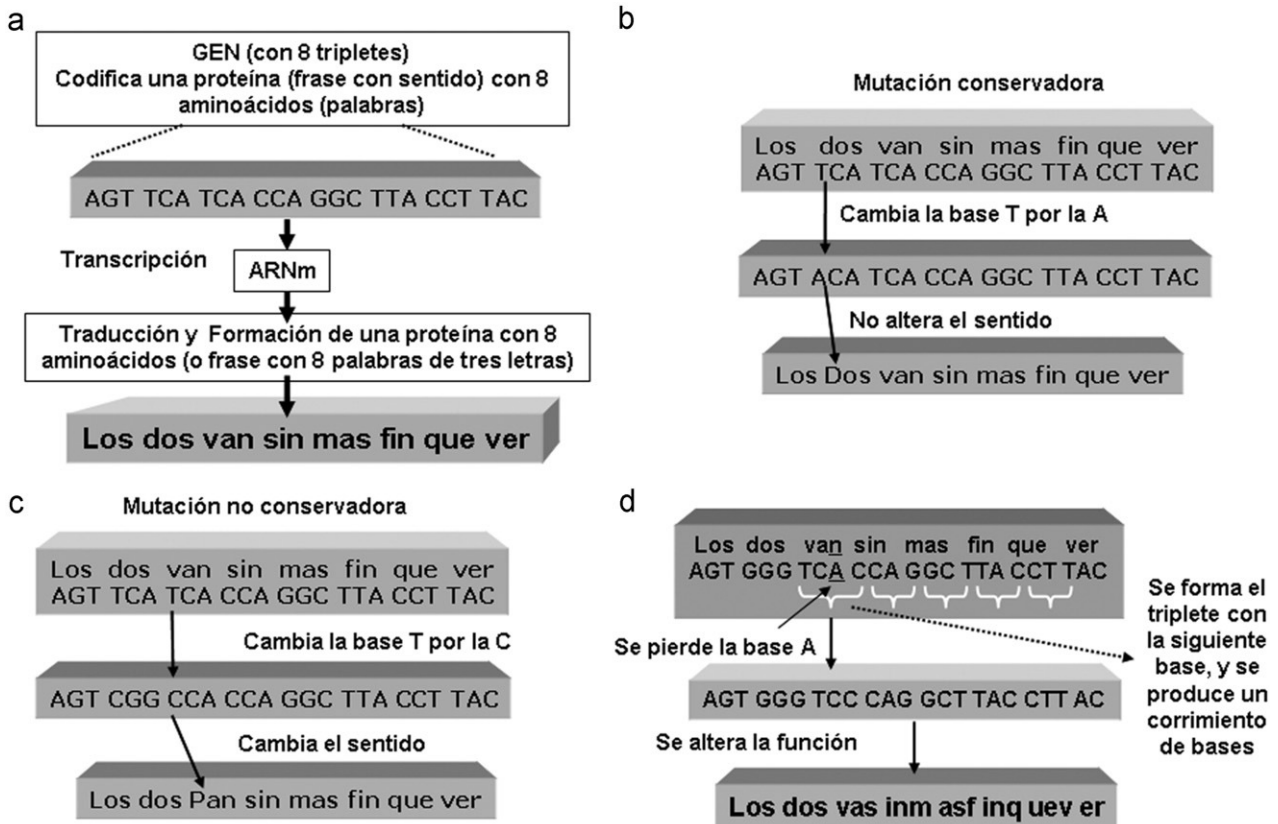 a
GEN (con 8 tripletes)
Codifica una proteína (frase con sentido) con 8
aminoácidos (palabras)
AGT TCA TCA CCA GGC TTA CCT TAC
Transcripción
ARNm
Traducción y Formación de una proteína con 8
aminoácidos (o frase con 8 palabras de tres letras)
Los dos van sin mas fin que ver
b
Mutación conservadora
Los dos van sin mas fin que ver
AGT TCA TCA CCA GGC TTA CCT TAC
Cambia la base T por la A
AGT ACA TCA CCA GGC TTA CCT TAC
No altera el sentido
Los Dos van sin mas fin que ver
c
Mutación no conservadora
Los dos van sin mas fin que ver
AGT TCA TCA CCA GGC TTA CCT TAC
Cambia la base T por la C
AGT CGG CCA CCA GGC TTA CCT TAC
Cambia el sentido
Los dos Pan sin mas fin que ver
d
Los dos van sin mas fin que ver
AGT GGG TCA CCA GGC TTA CCT TAC
Se pierde la base A
AGT GGG TCC CAG GCT TAC CTT AC
Se altera la función
Los dos vas inm asf inq uev er
Se forma el
triplete con
la siguiente
base, y se
produce un
corrimiento
de bases